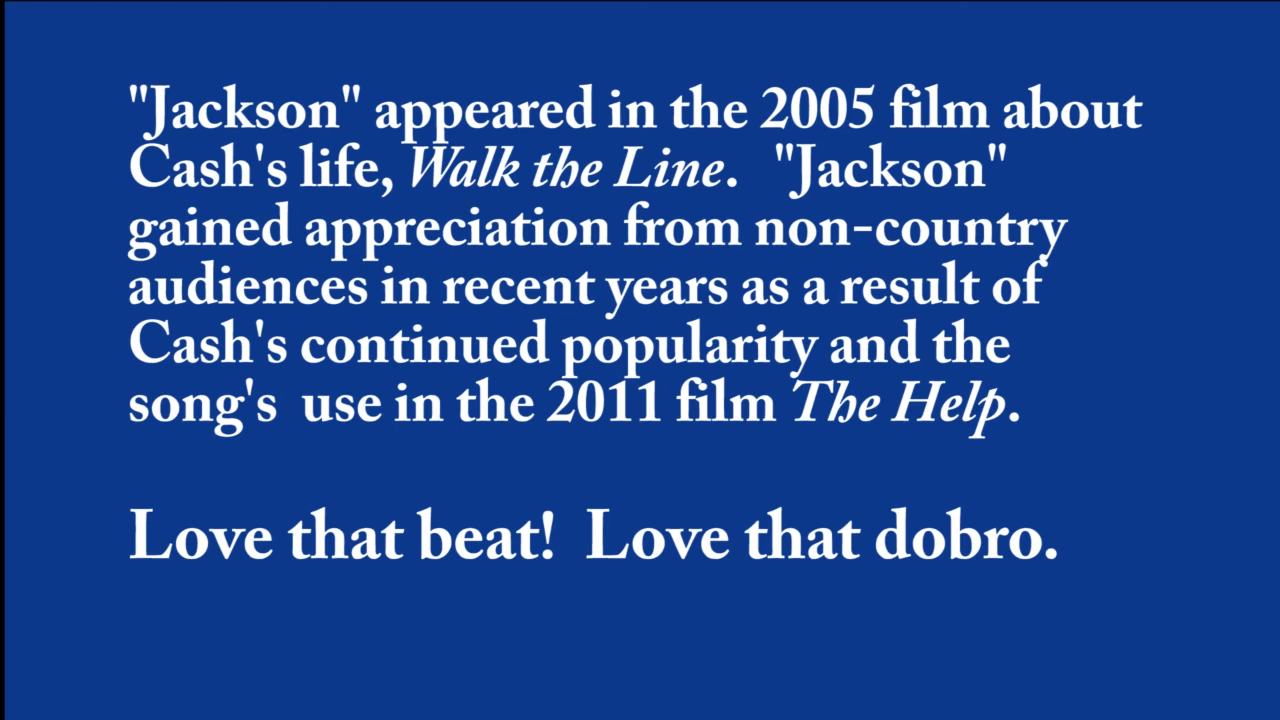 "Jackson" appeared in the 2005 film about
Cash's life, Walk the Line.   "Jackson"
gained appreciation from non-country
audiences in recent years as a result of
Cash's continued popularity and the
song's  use in the 2011 film The Help.
Love that beat!  Love that dobro.